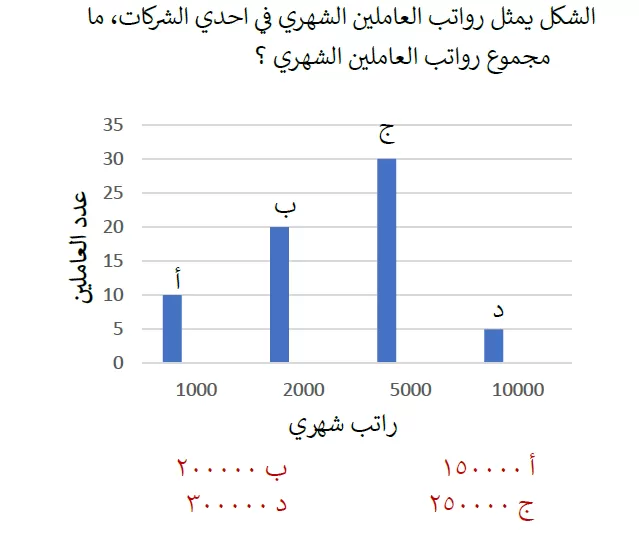 الشكل يمثل رواتب العاملين الشهري في احدي الشركات، ما
مجموع رواتب العاملين الشهري ؟
35
30
25
20
15
10
5
0
عدد العاملين
أ
ب
ج
د
1000 2000 5000 10000
راتب شهري
أ ١٥٠٠٠٠ ب ٢٠٠٠٠٠
ج ٢٥٠٠٠٠ د ٣٠٠٠٠٠